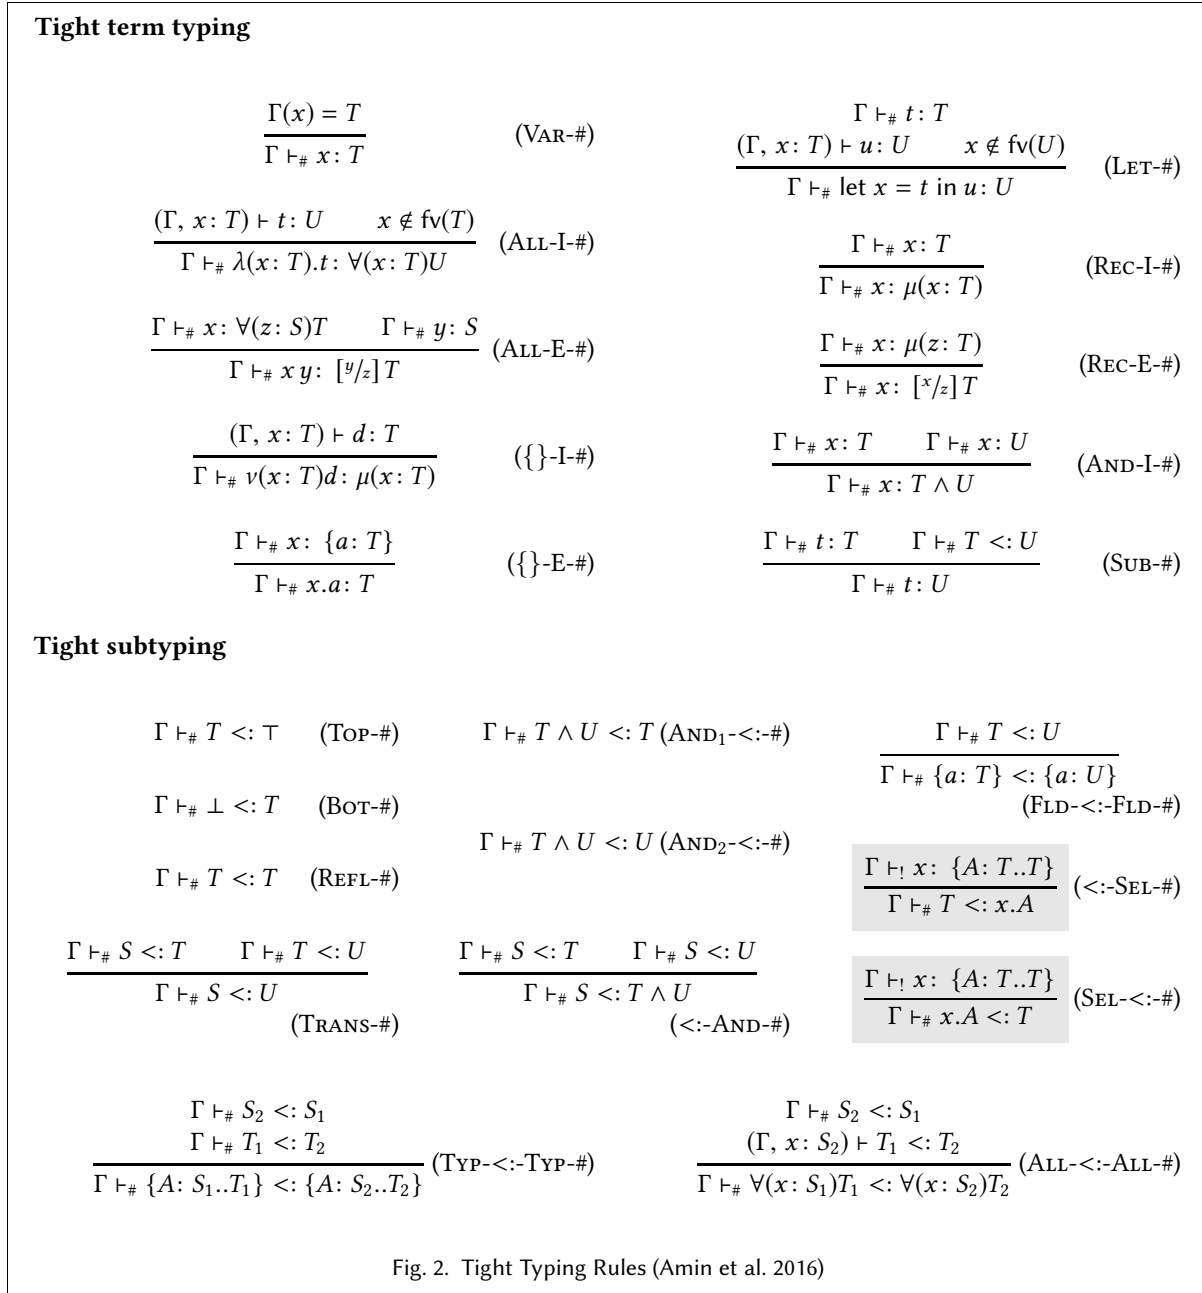 Tight term typing
Γ(x) = T
Γ ⊢# x: T
(Var-#)
Γ ⊢# t: T
(Γ, x: T) ⊢ u: U x ∉ fv(U)
Γ ⊢# let x = t in u: U
(Let-#)
(Γ, x: T) ⊢ t: U x ∉ fv(T)
Γ ⊢# λ(x: T).t: ∀(x: T)U
(All-I-#)
Γ ⊢# x: T
Γ ⊢# x: μ(x: T)
(Rec-I-#)
Γ ⊢# x: ∀(z: S)T Γ ⊢# y: S
Γ ⊢# x y: [y/z] T
(All-E-#)
Γ ⊢# x: μ(z: T)
Γ ⊢# x: [x/z] T
(Rec-E-#)
(Γ, x: T) ⊢ d: T
Γ ⊢# ν(x: T)d: μ(x: T)
({}-I-#)
Γ ⊢# x: T Γ ⊢# x: U
Γ ⊢# x: T ∧ U
(And-I-#)
Γ ⊢# x: {a: T}
Γ ⊢# x.a: T
({}-E-#)
Γ ⊢# t: T Γ ⊢# T <: U
Γ ⊢# t: U
(Sub-#)
Tight subtyping
Γ ⊢# T <: ⊤ (Top-#)
Γ ⊢# T ∧ U <: T (And₁-<:-#)
Γ ⊢# T <: U
Γ ⊢# {a: T} <: {a: U}
(Fld-<:-Fld-#)
Γ ⊢# ⊥ <: T (Bot-#)
Γ ⊢# T ∧ U <: U (And₂-<:-#)
Γ ⊢# T <: T (Refl-#)
Γ ⊢! x: {A: T..T}
Γ ⊢# T <: x.A
(<:-Sel-#)
Γ ⊢# S <: T Γ ⊢# T <: U
Γ ⊢# S <: U
(Trans-#)
Γ ⊢# S <: T Γ ⊢# S <: U
Γ ⊢# S <: T ∧ U
(<:-And-#)
Γ ⊢! x: {A: T..T}
Γ ⊢# x.A <: T
(Sel-<:-#)
Γ ⊢# S₂ <: S₁
Γ ⊢# T₁ <: T₂
Γ ⊢# {A: S₁..T₁} <: {A: S₂..T₂}
(Typ-<:-Typ-#)
Γ ⊢# S₂ <: S₁
(Γ, x: S₂) ⊢ T₁ <: T₂
Γ ⊢# ∀(x: S₁)T₁ <: ∀(x: S₂)T₂
(All-<:-All-#)
Fig. 2. Tight Typing Rules (Amin et al. 2016)